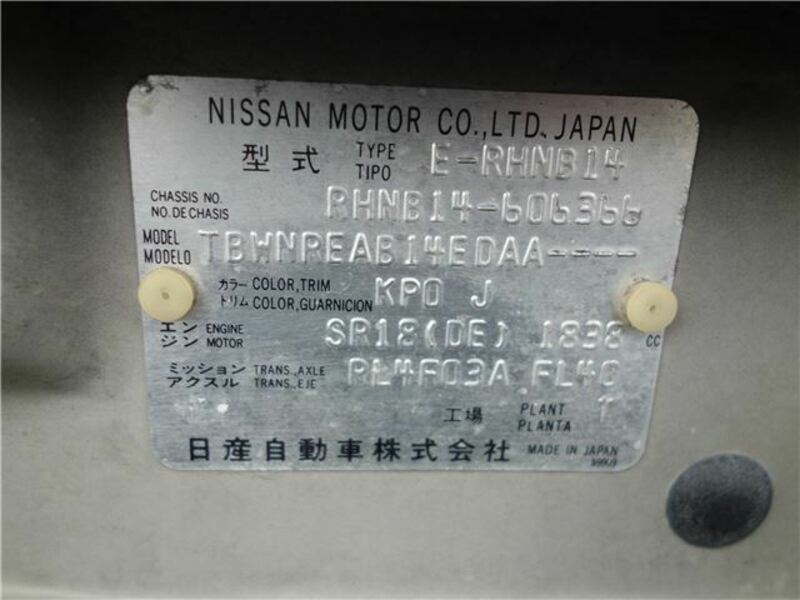 NISSAN MOTOR CO.,LTD. JAPAN
型式 TYPE TIPO E-RHNB14
CHASSIS NO. NO. DE CHASIS RHNB14-606366
MODEL MODELO TBWNREAB14EDAA----
カラー COLOR, TRIM
トリム COLOR, GUARNICION KP0 J
エンジン ENGINE MOTOR SR18(DE) 1838 CC
ミッション TRANS., AXLE
アクスル TRANS., EJE RL4F03A FL40
工場 PLANT PLANTA T
日産自動車株式会社 MADE IN JAPAN